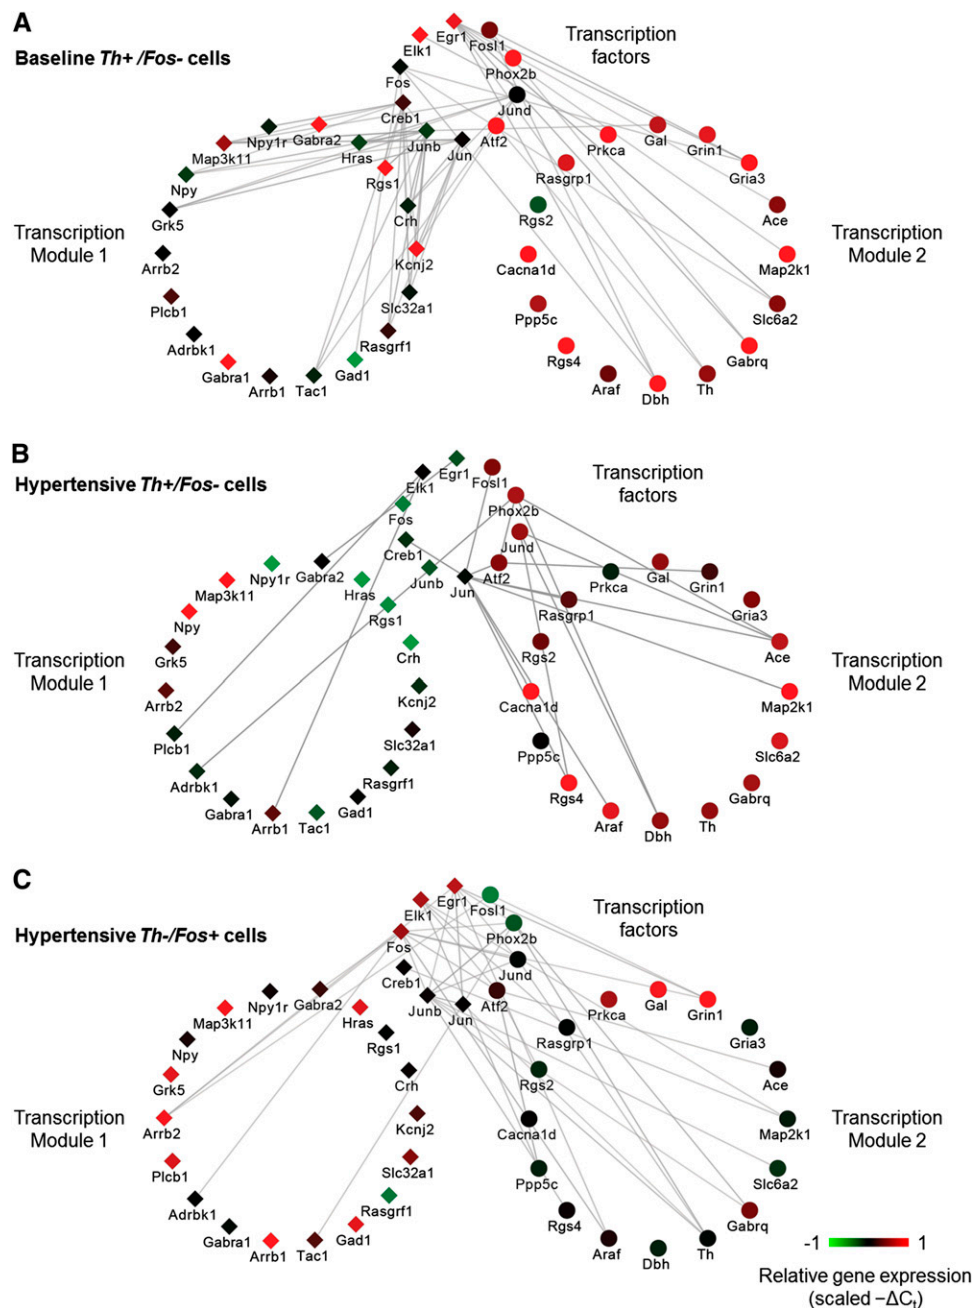 A
Baseline Th+ /Fos- cells
Transcription
factors
Egr1
Elk1
Fosl1
Phox2b
Fos
Jund
Creb1
Junb
Jun
Atf2
Map3k11
Npy1r
Gabra2
Hras
Rgs1
Npy
Grk5
Crh
Transcription
Module 1
Arrb2
Kcnj2
Plcb1
Slc32a1
Adrbk1
Rasgrf1
Gabra1
Arrb1
Tac1
Gad1
Prkca
Gal
Grin1
Rasgrp1
Gria3
Rgs2
Ace
Transcription
Module 2
Cacna1d
Map2k1
Ppp5c
Slc6a2
Rgs4
Gabrq
Araf
Dbh
Th
B
Hypertensive Th+/Fos- cells
Transcription
factors
Egr1
Elk1
Fosl1
Phox2b
Fos
Jund
Creb1
Junb
Jun
Atf2
Npy1r
Gabra2
Map3k11
Hras
Rgs1
Npy
Grk5
Crh
Transcription
Module 1
Arrb2
Kcnj2
Plcb1
Slc32a1
Adrbk1
Rasgrf1
Gabra1
Arrb1
Tac1
Gad1
Prkca
Gal
Grin1
Rasgrp1
Gria3
Rgs2
Ace
Transcription
Module 2
Cacna1d
Map2k1
Ppp5c
Slc6a2
Rgs4
Gabrq
Araf
Dbh
Th
C
Hypertensive Th-/Fos+ cells
Transcription
factors
Egr1
Elk1
Fosl1
Phox2b
Fos
Jund
Creb1
Junb
Jun
Atf2
Npy1r
Gabra2
Map3k11
Hras
Rgs1
Npy
Grk5
Crh
Transcription
Module 1
Arrb2
Kcnj2
Plcb1
Slc32a1
Adrbk1
Rasgrf1
Gabra1
Arrb1
Tac1
Gad1
Prkca
Gal
Grin1
Rasgrp1
Gria3
Rgs2
Ace
Transcription
Module 2
Cacna1d
Map2k1
Ppp5c
Slc6a2
Rgs4
Gabrq
Araf
Dbh
Th
-1 1
Relative gene expression
(scaled −ΔCt)